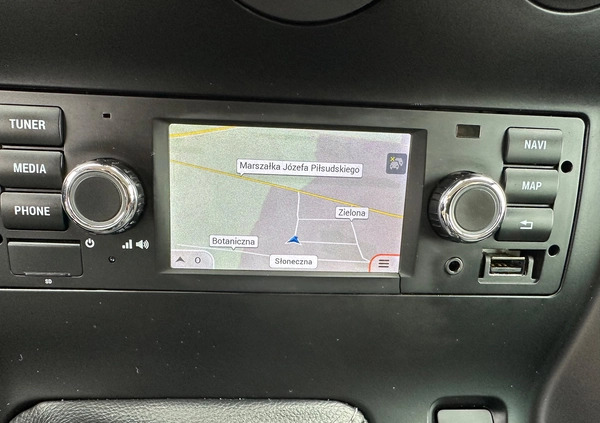 TUNER
MEDIA
PHONE
SD
Marszałka Józefa Piłsudskiego
Zielona
Botaniczna
0
Słoneczna
NAVI
MAP